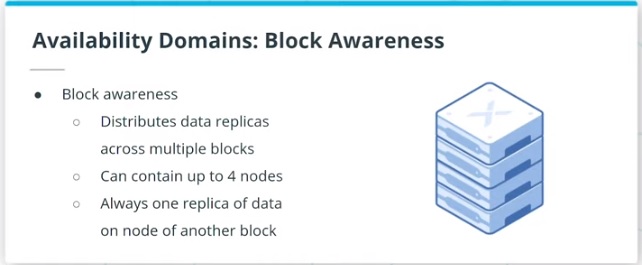 Availability Domains: Block Awareness
● Block awareness
○ Distributes data replicas
across multiple blocks
○ Can contain up to 4 nodes
○ Always one replica of data
on node of another block